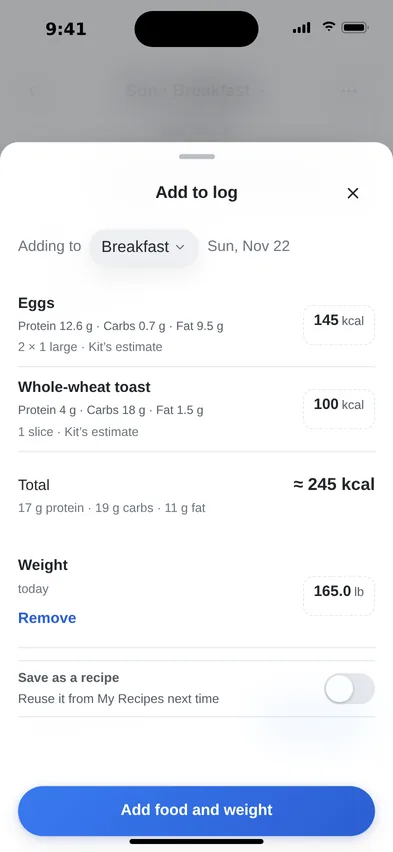 9:41
Sun · Breakfast
Add to log
Adding to Breakfast Sun, Nov 22
Eggs
Protein 12.6 g · Carbs 0.7 g · Fat 9.5 g
145 kcal
2 × 1 large · Kit's estimate
Whole-wheat toast
Protein 4 g · Carbs 18 g · Fat 1.5 g
100 kcal
1 slice · Kit's estimate
Total
≈ 245 kcal
17 g protein · 19 g carbs · 11 g fat
Weight
today
165.0 lb
Remove
Save as a recipe
Reuse it from My Recipes next time
Add food and weight